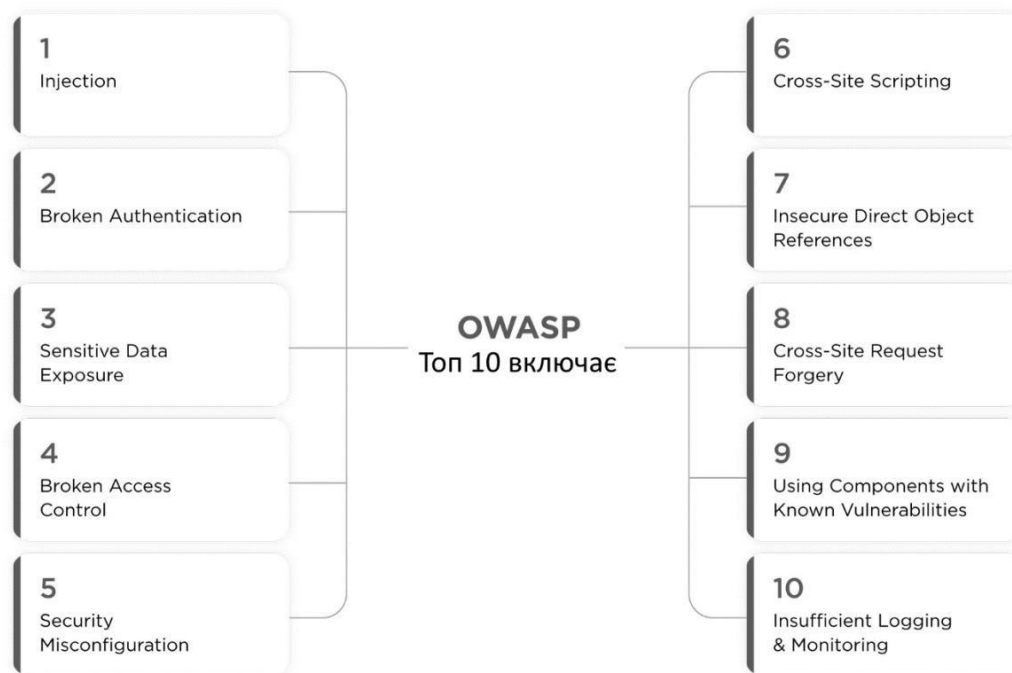 1
Injection
2
Broken Authentication
3
Sensitive Data
Exposure
4
Broken Access
Control
5
Security
Misconfiguration
OWASP
Топ 10 включає
6
Cross-Site Scripting
7
Insecure Direct Object
References
8
Cross-Site Request
Forgery
9
Using Components with
Known Vulnerabilities
10
Insufficient Logging
& Monitoring